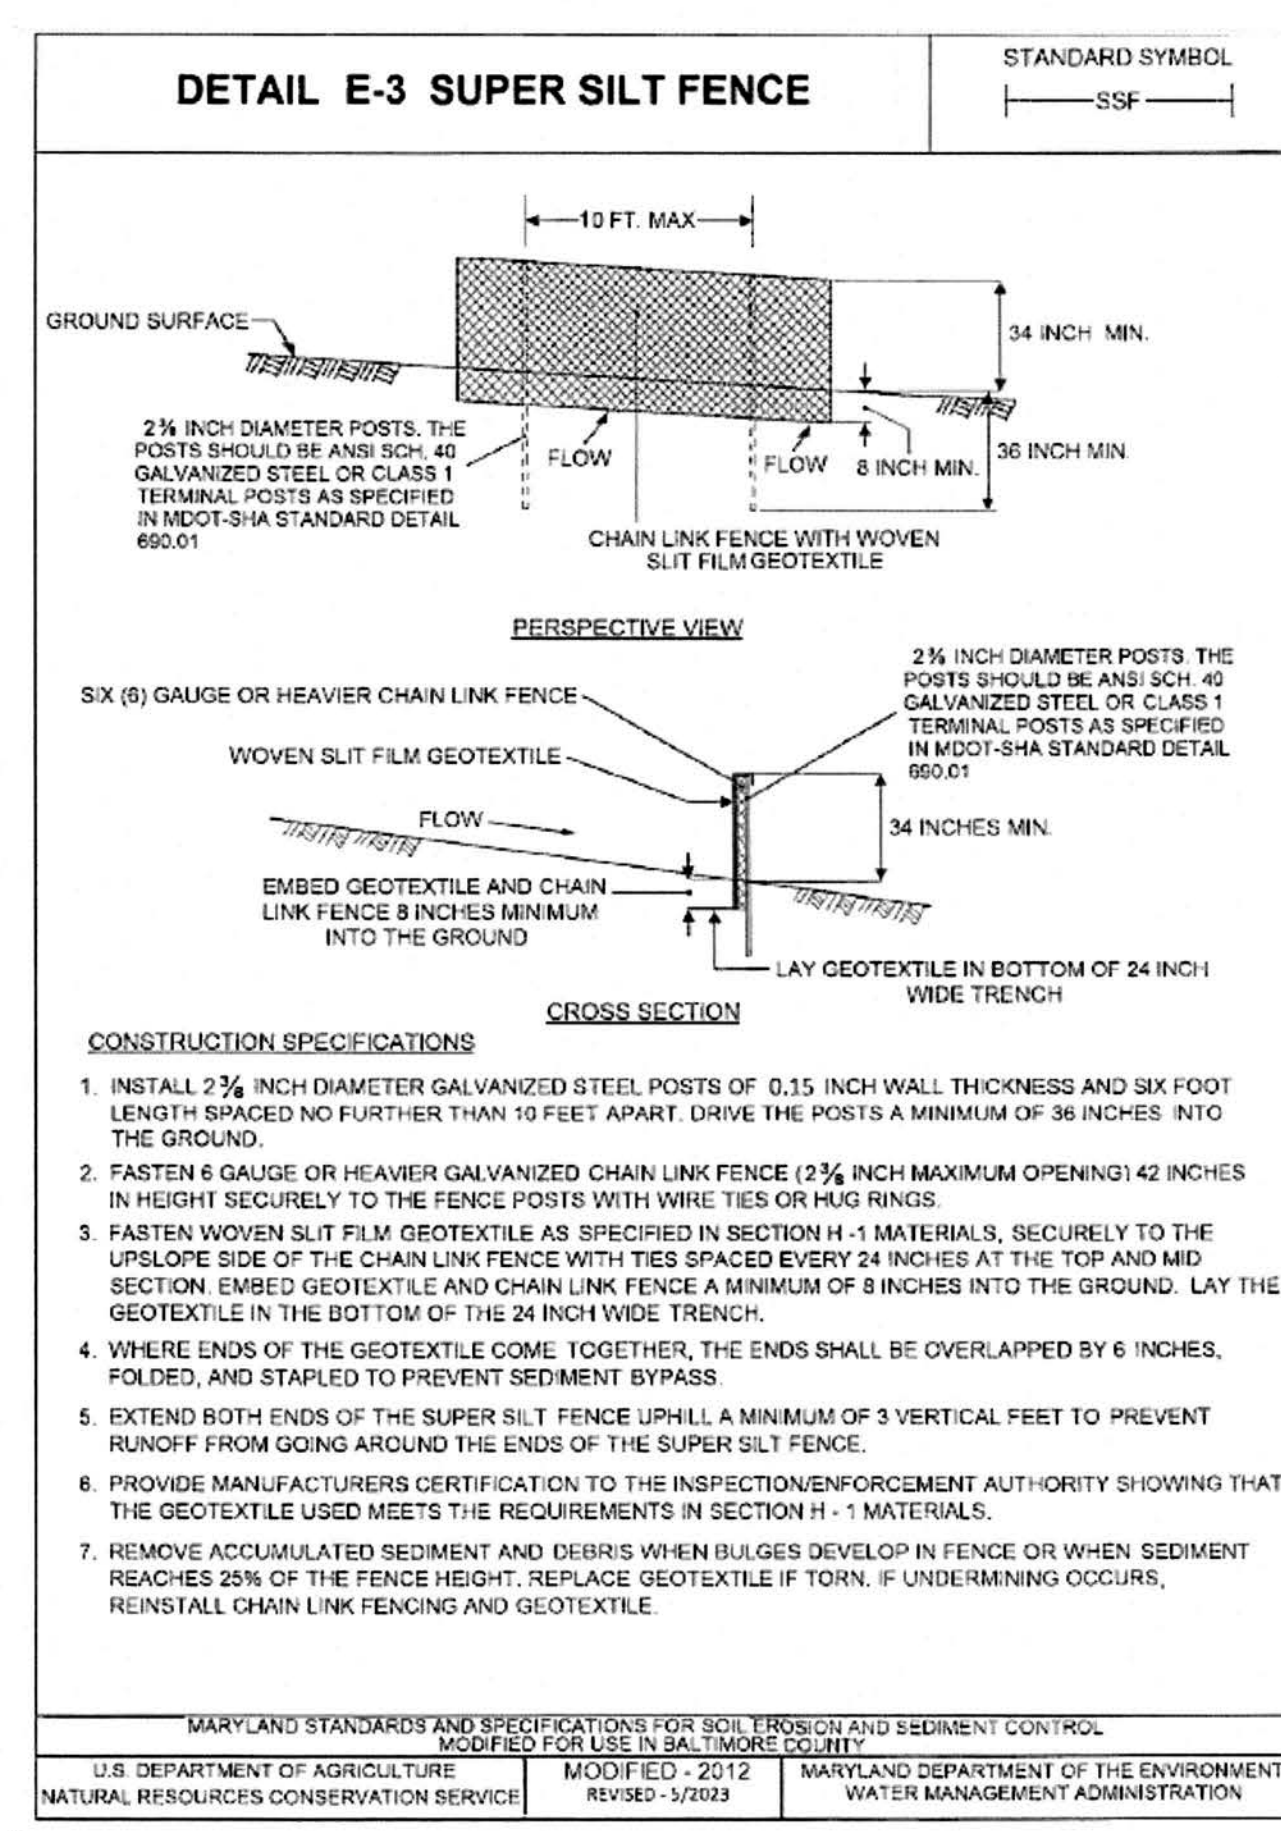 DETAIL E-3 SUPER SILT FENCE
STANDARD SYMBOL
SSF
10 FT. MAX
GROUND SURFACE
34 INCH MIN.
2 3/8 INCH DIAMETER POSTS. THE
POSTS SHOULD BE ANSI SCH. 40
GALVANIZED STEEL OR CLASS 1
TERMINAL POSTS AS SPECIFIED
IN MDOT-SHA STANDARD DETAIL
690.01
FLOW
FLOW
8 INCH MIN.
36 INCH MIN.
CHAIN LINK FENCE WITH WOVEN
SLIT FILM GEOTEXTILE
PERSPECTIVE VIEW
2 3/8 INCH DIAMETER POSTS. THE
POSTS SHOULD BE ANSI SCH. 40
GALVANIZED STEEL OR CLASS 1
TERMINAL POSTS AS SPECIFIED
IN MDOT-SHA STANDARD DETAIL
690.01
SIX (6) GAUGE OR HEAVIER CHAIN LINK FENCE
WOVEN SLIT FILM GEOTEXTILE
FLOW
34 INCHES MIN.
EMBED GEOTEXTILE AND CHAIN
LINK FENCE 8 INCHES MINIMUM
INTO THE GROUND
LAY GEOTEXTILE IN BOTTOM OF 24 INCH
WIDE TRENCH
CROSS SECTION
CONSTRUCTION SPECIFICATIONS
1. INSTALL 2 3/8 INCH DIAMETER GALVANIZED STEEL POSTS OF 0.15 INCH WALL THICKNESS AND SIX FOOT
LENGTH SPACED NO FURTHER THAN 10 FEET APART. DRIVE THE POSTS A MINIMUM OF 36 INCHES INTO
THE GROUND.
2. FASTEN 6 GAUGE OR HEAVIER GALVANIZED CHAIN LINK FENCE (2 3/8 INCH MAXIMUM OPENING) 42 INCHES
IN HEIGHT SECURELY TO THE FENCE POSTS WITH WIRE TIES OR HUG RINGS.
3. FASTEN WOVEN SLIT FILM GEOTEXTILE AS SPECIFIED IN SECTION H -1 MATERIALS, SECURELY TO THE
UPSLOPE SIDE OF THE CHAIN LINK FENCE WITH TIES SPACED EVERY 24 INCHES AT THE TOP AND MID
SECTION. EMBED GEOTEXTILE AND CHAIN LINK FENCE A MINIMUM OF 8 INCHES INTO THE GROUND. LAY THE
GEOTEXTILE IN THE BOTTOM OF THE 24 INCH WIDE TRENCH.
4. WHERE ENDS OF THE GEOTEXTILE COME TOGETHER, THE ENDS SHALL BE OVERLAPPED BY 6 INCHES,
FOLDED, AND STAPLED TO PREVENT SEDIMENT BYPASS.
5. EXTEND BOTH ENDS OF THE SUPER SILT FENCE UPHILL A MINIMUM OF 3 VERTICAL FEET TO PREVENT
RUNOFF FROM GOING AROUND THE ENDS OF THE SUPER SILT FENCE.
6. PROVIDE MANUFACTURERS CERTIFICATION TO THE INSPECTION/ENFORCEMENT AUTHORITY SHOWING THAT
THE GEOTEXTILE USED MEETS THE REQUIREMENTS IN SECTION H - 1 MATERIALS.
7. REMOVE ACCUMULATED SEDIMENT AND DEBRIS WHEN BULGES DEVELOP IN FENCE OR WHEN SEDIMENT
REACHES 25% OF THE FENCE HEIGHT. REPLACE GEOTEXTILE IF TORN. IF UNDERMINING OCCURS,
REINSTALL CHAIN LINK FENCING AND GEOTEXTILE.
MARYLAND STANDARDS AND SPECIFICATIONS FOR SOIL EROSION AND SEDIMENT CONTROL
MODIFIED FOR USE IN BALTIMORE COUNTY
U.S. DEPARTMENT OF AGRICULTURE
NATURAL RESOURCES CONSERVATION SERVICE
MODIFIED - 2012
REVISED - 5/2023
MARYLAND DEPARTMENT OF THE ENVIRONMENT
WATER MANAGEMENT ADMINISTRATION